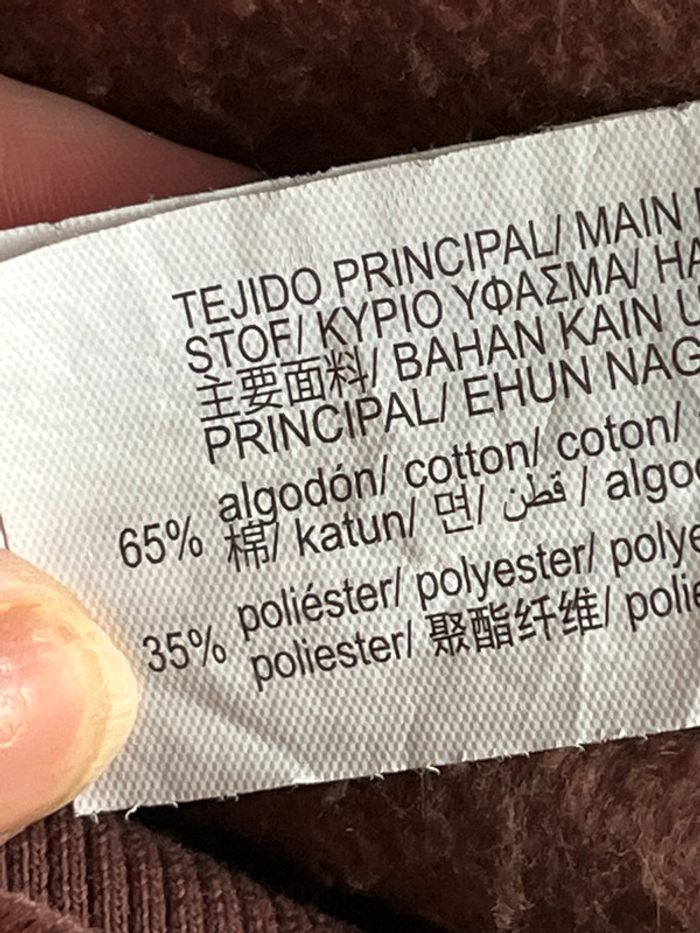 TEJIDO PRINCIPAL/ MAIN
STOF/ ΚΥΡΙΟ ΥΦΑΣΜΑ/
主要面料/ BAHAN KAIN
PRINCIPAL/ EHUN
65% algodón/ cotton/ coton/
棉/ katun/ 면/ قطن /
35% poliéster/ polyester/
poliester/ 聚酯纤维/